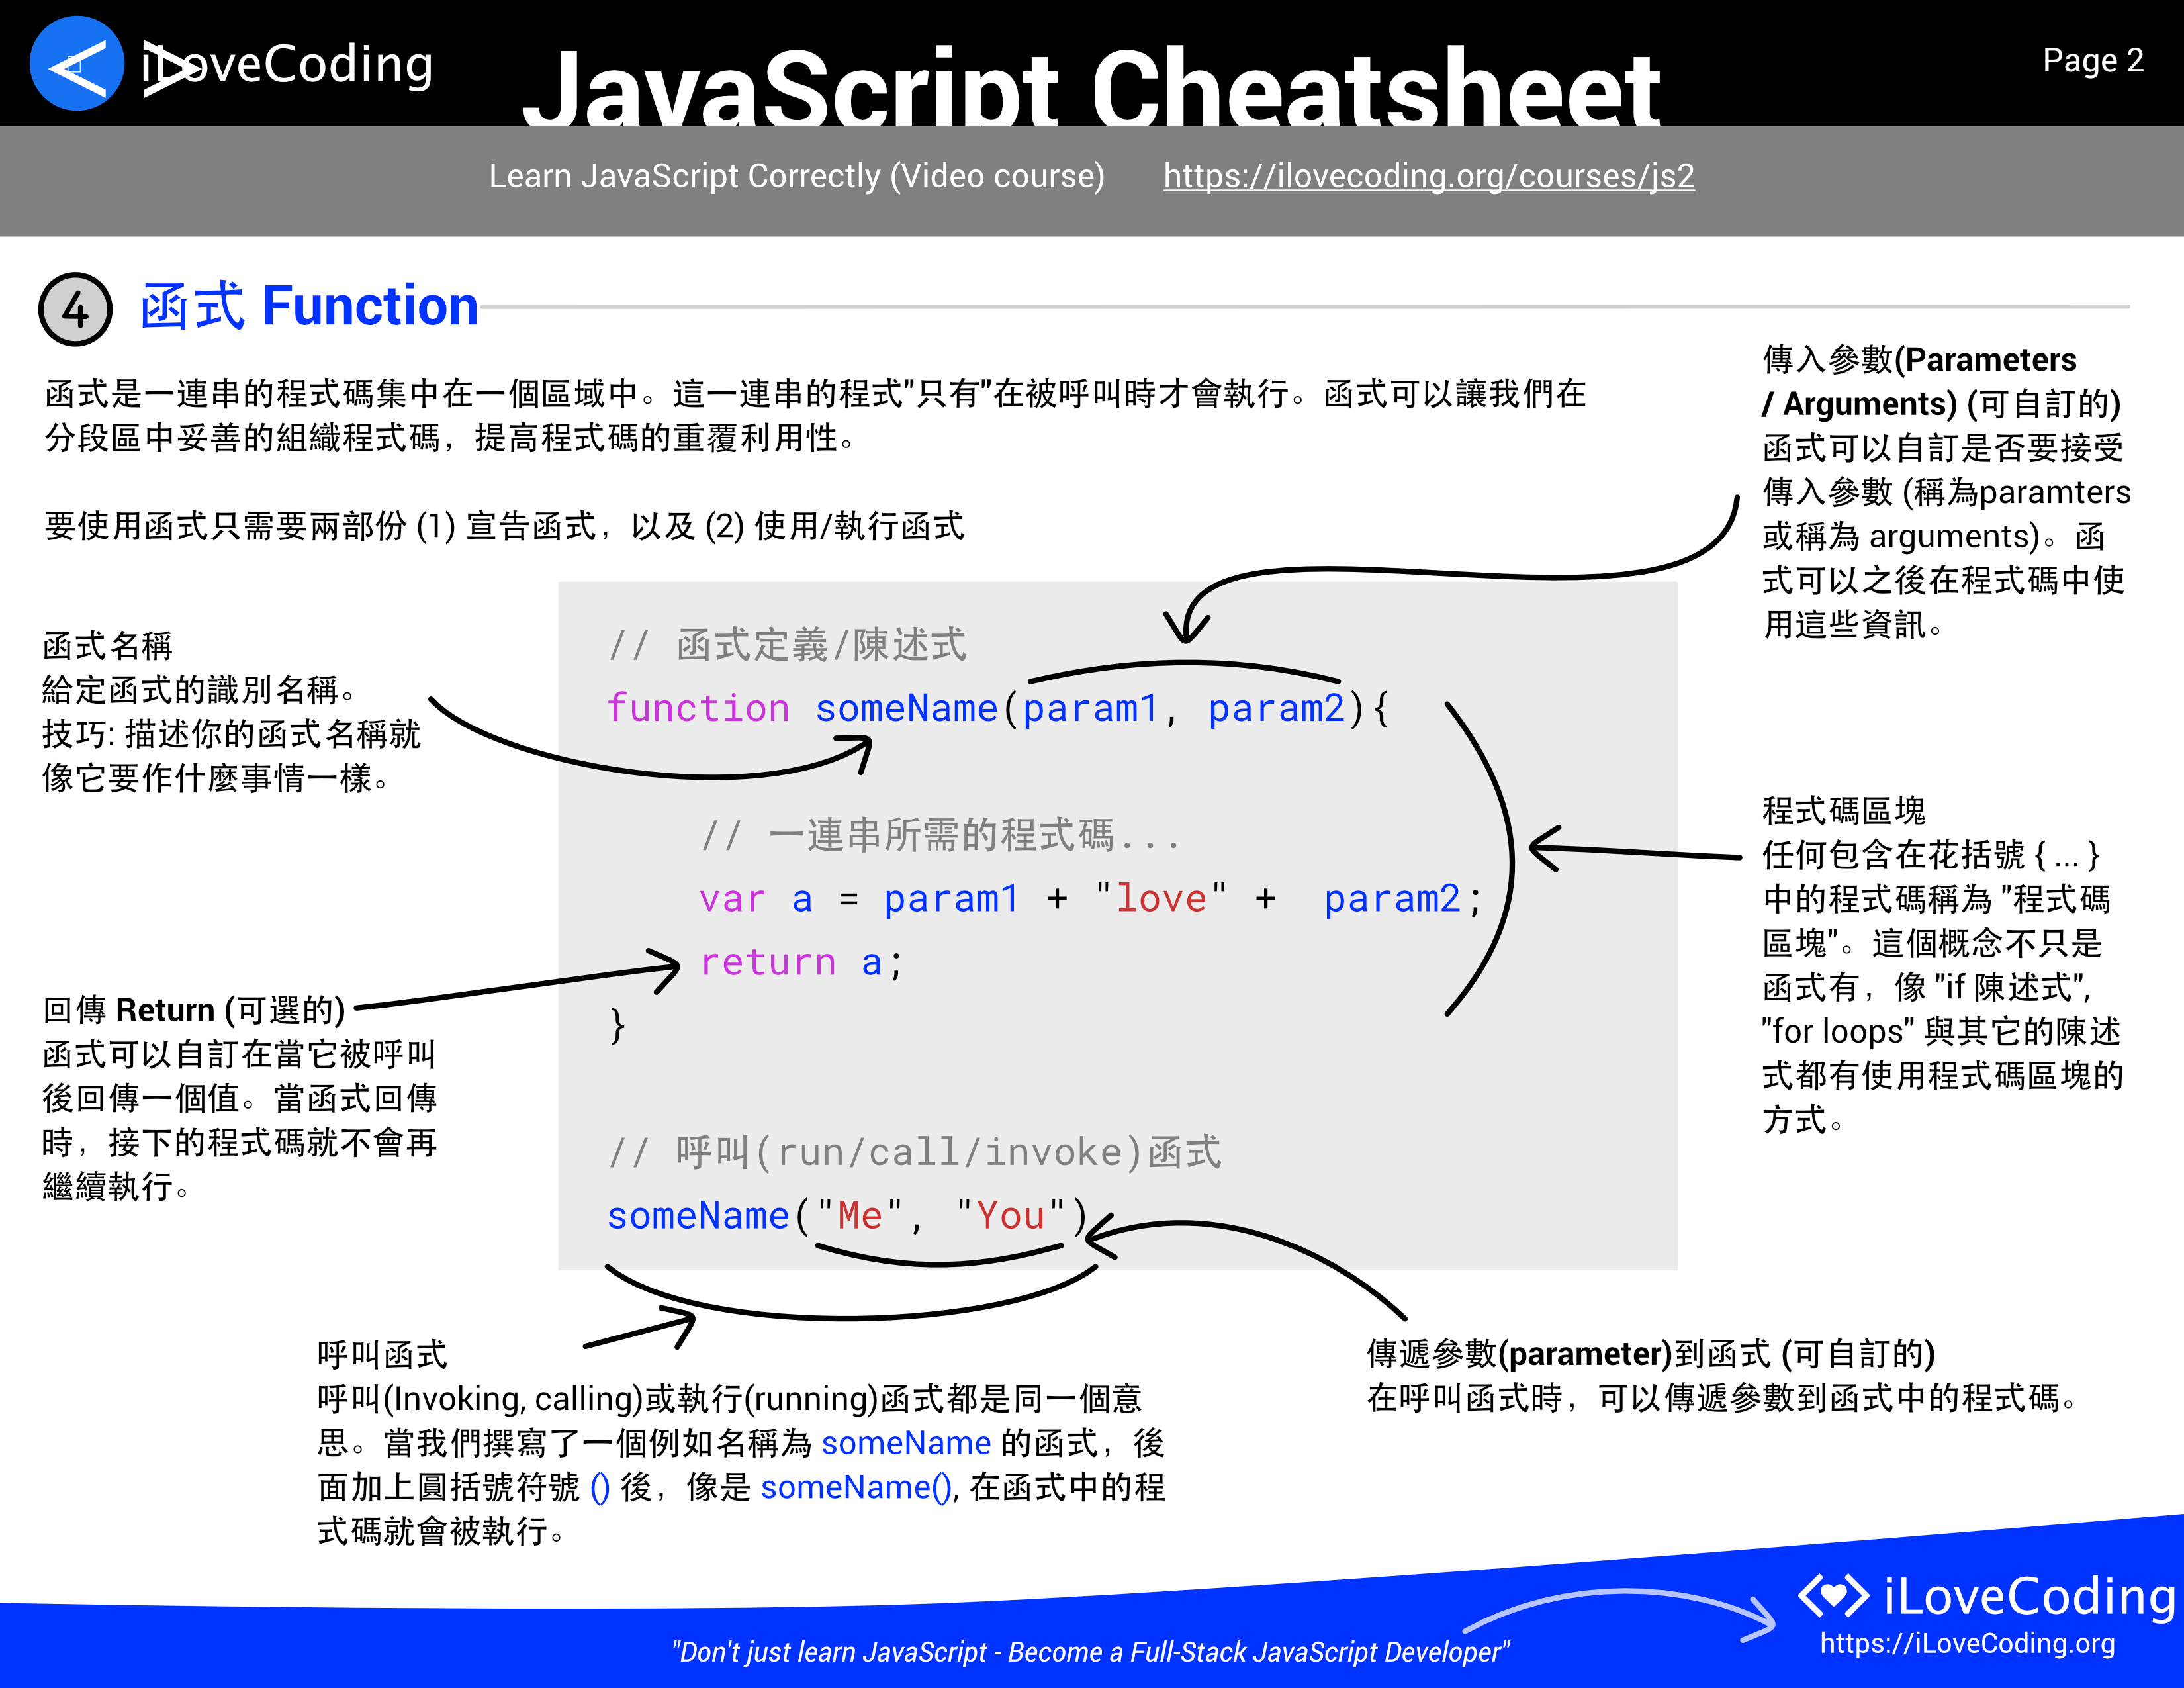 iLoveCoding
JavaScript Cheatsheet
Page 2
Learn JavaScript Correctly (Video course) https://ilovecoding.org/courses/js2
4 函式 Function
函式是一連串的程式碼集中在一個區域中。這一連串的程式"只有"在被呼叫時才會執行。函式可以讓我們在
分段區中妥善的組織程式碼，提高程式碼的重覆利用性。
要使用函式只需要兩部份 (1) 宣告函式，以及 (2) 使用/執行函式
傳入參數(Parameters
/ Arguments) (可自訂的)
函式可以自訂是否要接受
傳入參數 (稱為paramters
或稱為 arguments)。函
式可以之後在程式碼中使
用這些資訊。
函式名稱
給定函式的識別名稱。
技巧: 描述你的函式名稱就
像它要作什麼事情一樣。
// 函式定義/陳述式
function someName(param1, param2){
// 一連串所需的程式碼...
var a = param1 + "love" + param2;
return a;
}
// 呼叫(run/call/invoke)函式
someName("Me", "You")
程式碼區塊
任何包含在花括號 { ... }
中的程式碼稱為 "程式碼
區塊"。這個概念不只是
函式有，像 "if 陳述式",
"for loops" 與其它的陳述
式都有使用程式碼區塊的
方式。
回傳 Return (可選的)
函式可以自訂在當它被呼叫
後回傳一個值。當函式回傳
時，接下的程式碼就不會再
繼續執行。
呼叫函式
呼叫(Invoking, calling)或執行(running)函式都是同一個意
思。當我們撰寫了一個例如名稱為 someName 的函式，後
面加上圓括號符號 () 後，像是 someName(), 在函式中的程
式碼就會被執行。
傳遞參數(parameter)到函式 (可自訂的)
在呼叫函式時，可以傳遞參數到函式中的程式碼。
"Don't just learn JavaScript - Become a Full-Stack JavaScript Developer"
iLoveCoding
https://iLoveCoding.org